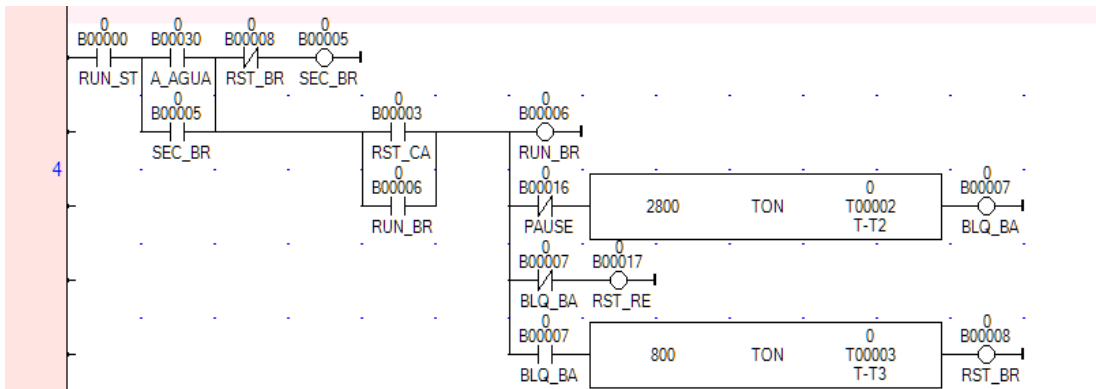 0 0 0 0
B00000 B00030 B00008 B00005
RUN_ST A_AGUA RST_BR SEC_BR
0 0 0
B00005 B00003 B00006
SEC_BR RST_CA RUN_BR
4
0 0 0 0
B00006 B00016 2800 TON T00002 B00007
RUN_BR PAUSE T-T2 BLQ_BA
0 0
B00007 B00017
BLQ_BA RST_RE
0 0 0
B00007 800 TON T00003 B00008
BLQ_BA T-T3 RST_BR